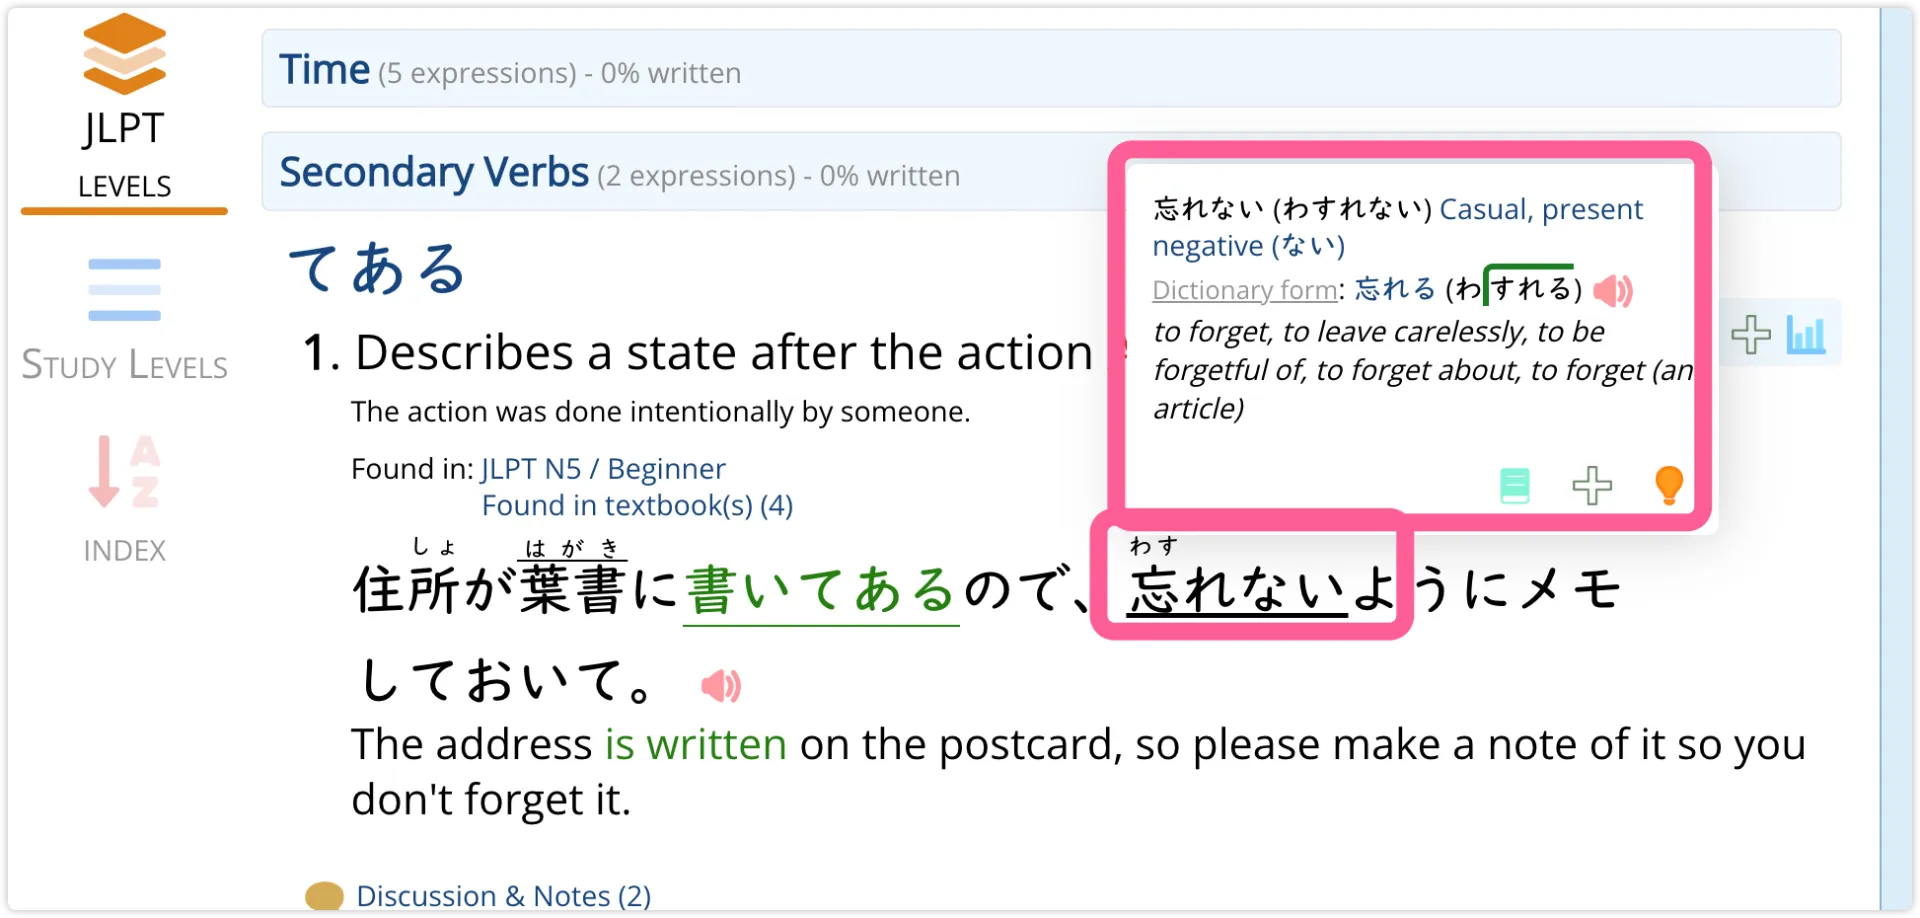 JLPT
LEVELS
STUDY LEVELS
INDEX
Time (5 expressions) - 0% written
Secondary Verbs (2 expressions) - 0% written
てある
1. Describes a state after the action
The action was done intentionally by someone.
Found in: JLPT N5 / Beginner
Found in textbook(s) (4)
忘れない (わすれない) Casual, present
negative (ない)
Dictionary form: 忘れる (わすれる)
to forget, to leave carelessly, to be
forgetful of, to forget about, to forget (an
article)
しょ はがき わす
住所が葉書に書いてあるので、忘れないようにメモ
しておいて。
The address is written on the postcard, so please make a note of it so you
don't forget it.
Discussion & Notes (2)